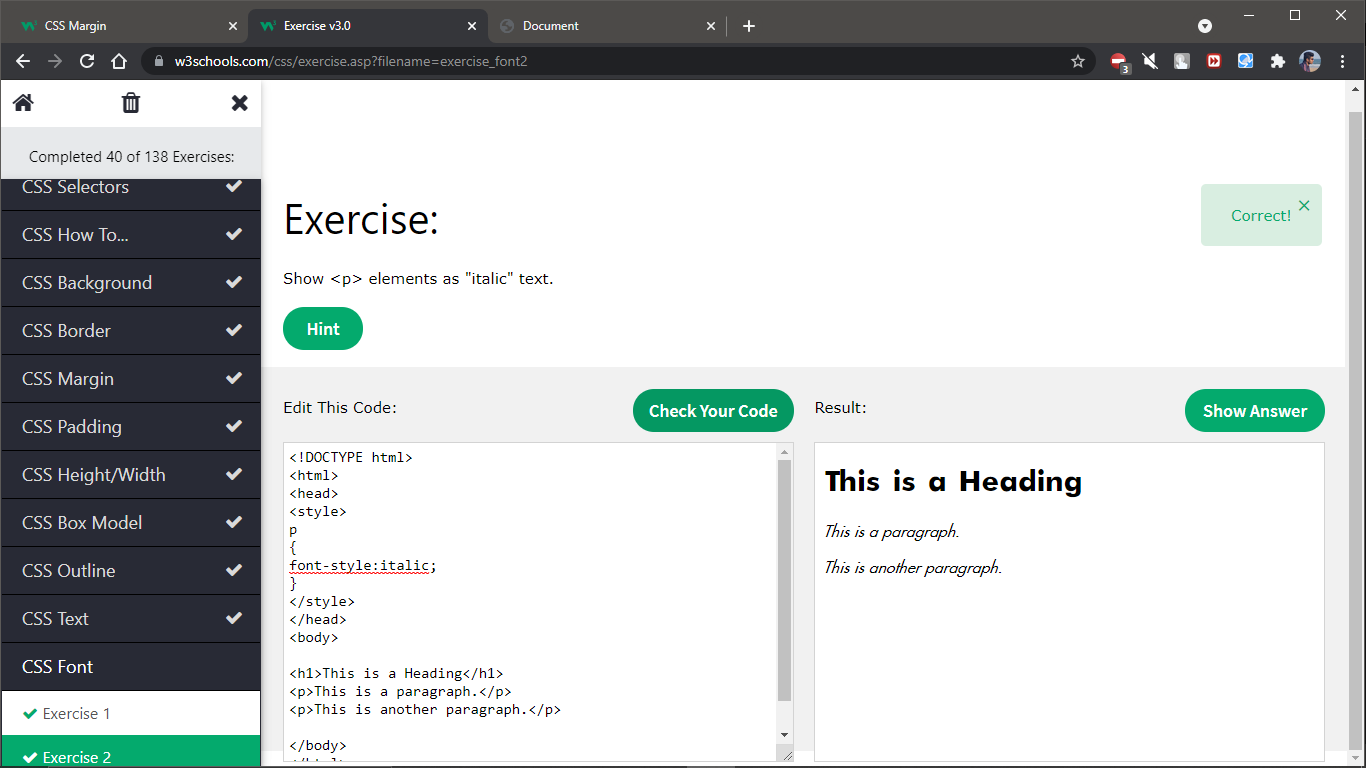 CSS Margin
Exercise v3.0
Document
w3schools.com/css/exercise.asp?filename=exercise_font2
3
Completed 40 of 138 Exercises:
CSS Selectors
CSS How To...
CSS Background
CSS Border
CSS Margin
CSS Padding
CSS Height/Width
CSS Box Model
CSS Outline
CSS Text
CSS Font
Exercise 1
Exercise 2
Exercise:
Correct!
Show <p> elements as "italic" text.
Hint
Edit This Code:
Check Your Code
<!DOCTYPE html>
<html>
<head>
<style>
p
{
font-style:italic;
}
</style>
</head>
<body>
<h1>This is a Heading</h1>
<p>This is a paragraph.</p>
<p>This is another paragraph.</p>
</body>
Result:
Show Answer
This is a Heading
This is a paragraph.
This is another paragraph.